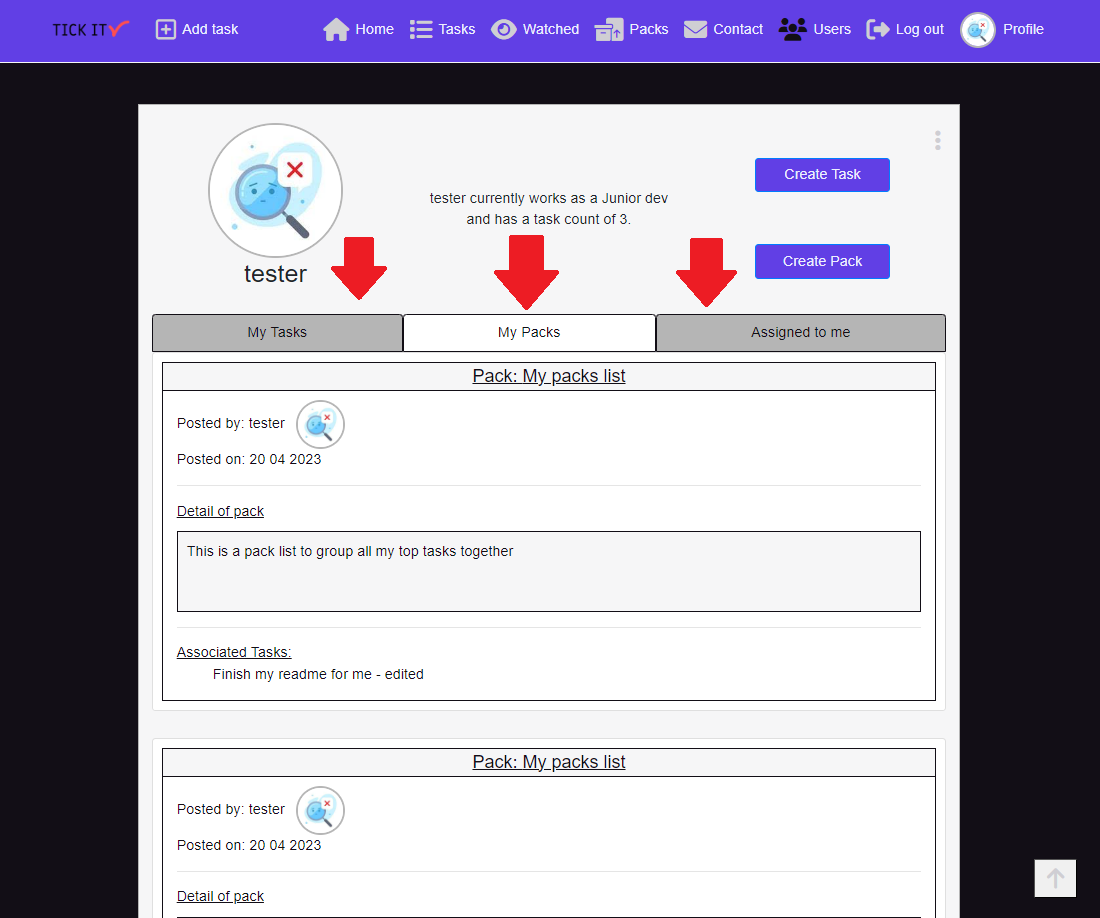 TICK IT
Add task
Home
Tasks
Watched
Packs
Contact
Users
Log out
Profile
tester currently works as a Junior dev
and has a task count of 3.
Create Task
Create Pack
tester
My Tasks
My Packs
Assigned to me
Pack: My packs list
Posted by: tester
Posted on: 20 04 2023
Detail of pack
This is a pack list to group all my top tasks together
Associated Tasks:
Finish my readme for me - edited
Pack: My packs list
Posted by: tester
Posted on: 20 04 2023
Detail of pack